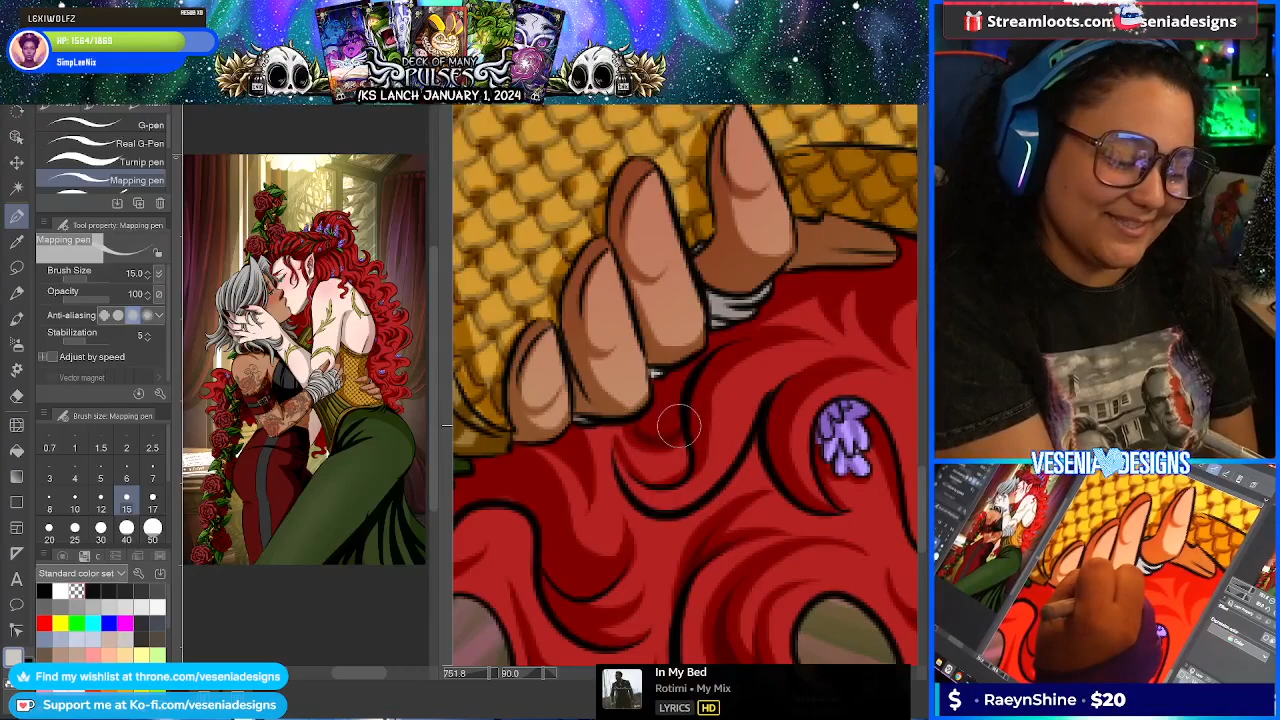 LEXIWOLFZ
HP: 1564/1869
SimpLeeNix
DECK OF MANY
PULSES
KS LANCH JANUARY 1, 2024
Streamloots.com
seniadesigns
G-pen
Real G-Pen
Turnip pen
Mapping pen
Tool property: Mapping pen
Mapping pen
Brush Size 15.0
Opacity 100
Anti-aliasing
Stabilization 5
Adjust by speed
Vector magnet
Brush size: Mapping pen
0.7 1 1.5 2 2.5
3 4 5 6 7
8 10 12 15 17
20 25 30 40 50
Standard color set
751.8 90.0
Find my wishlist at throne.com/veseniadesigns
Support me at Ko-fi.com/veseniadesigns
In My Bed
Rotimi • My Mix
LYRICS HD
VESENIA DESIGNS
$ RaeynShine · $20